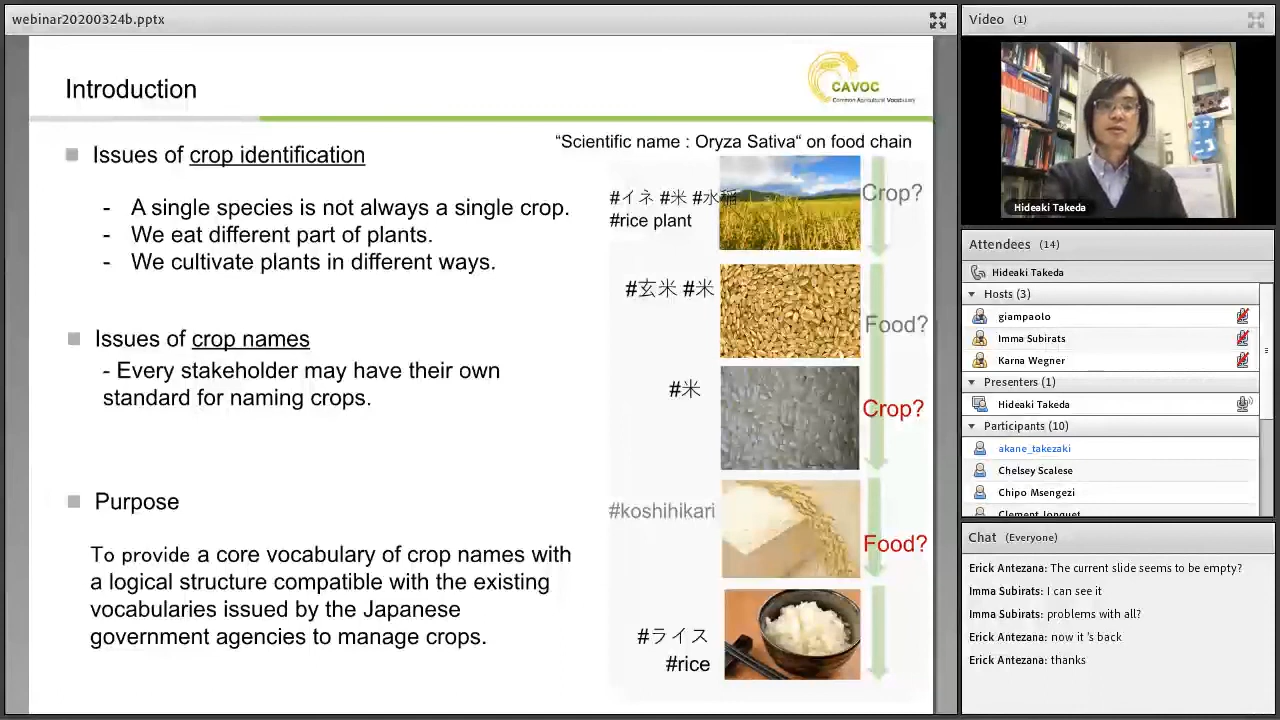 webinar20200324b.pptx
Introduction
CAVOC
Common Agricultural Vocabulary
Issues of crop identification
- A single species is not always a single crop.
- We eat different part of plants.
- We cultivate plants in different ways.
Issues of crop names
- Every stakeholder may have their own
standard for naming crops.
Purpose
To provide a core vocabulary of crop names with
a logical structure compatible with the existing
vocabularies issued by the Japanese
government agencies to manage crops.
“Scientific name : Oryza Sativa“ on food chain
#イネ #米 #水稲
#rice plant
Crop?
#玄米 #米
Food?
#米
Crop?
#koshihikari
Food?
#ライス
#rice
Video (1)
Hideaki Takeda
Attendees (14)
Hideaki Takeda
Hosts (3)
giampaolo
Imma Subirats
Karna Wegner
Presenters (1)
Hideaki Takeda
Participants (10)
akane_takezaki
Chelsey Scalese
Chipo Msengezi
Clement Jonquet
Chat (Everyone)
Erick Antezana: The current slide seems to be empty?
Imma Subirats: I can see it
Imma Subirats: problems with all?
Erick Antezana: now it 's back
Erick Antezana: thanks